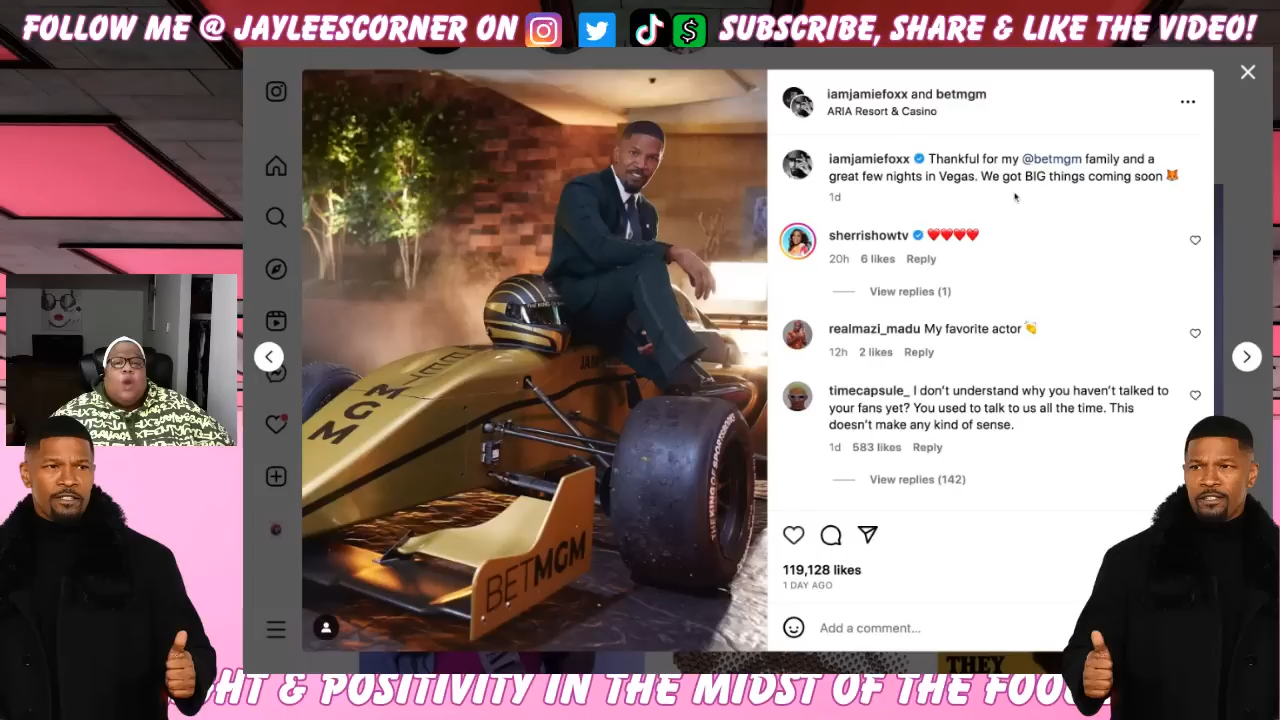 FOLLOW ME @ JAYLEESCORNER ON SUBSCRIBE, SHARE & LIKE THE VIDEO!
iamjamiefoxx and betmgm
ARIA Resort & Casino
iamjamiefoxx Thankful for my @betmgm family and a
great few nights in Vegas. We got BIG things coming soon 🦊
1d
sherrishowtv ❤️❤️❤️❤️
20h 6 likes Reply
View replies (1)
realmazi_madu My favorite actor 👏
12h 2 likes Reply
timecapsule_ I don't understand why you haven't talked to
your fans yet? You used to talk to us all the time. This
doesn't make any kind of sense.
1d 583 likes Reply
View replies (142)
119,128 likes
1 DAY AGO
Add a comment...
MGM
BETMGM
THE KING OF SPORTSBOOKS
THEY
GHT & POSITIVITY IN THE MIDST OF THE FOO